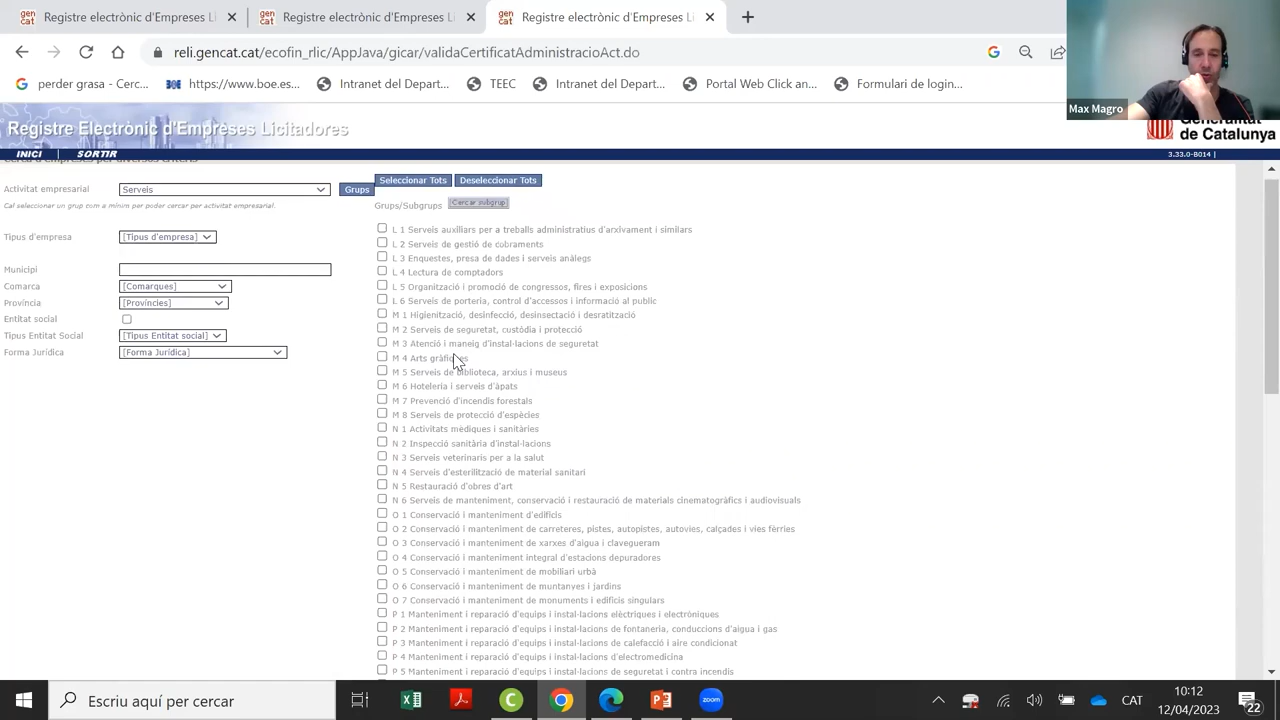 Registre electrònic d'Empreses Lici
Registre electrònic d'Empreses Lici
Registre electrònic d'Empreses Licit
reli.gencat.cat/ecofin_rlic/AppJava/gicar/validaCertificatAdministracioAct.do
perder grasa - Cerc...
https://www.boe.es...
Intranet del Depart...
TEEC
Intranet del Depart...
Portal Web Click an...
Formulari de login...
Max Magro
Registre Electrònic d'Empreses Licitadores
Generalitat
de Catalunya
INICI SORTIR
3.33.0-B014 |
Cerca d'empreses per diversos criteris
Activitat empresarial Serveis Grups
Cal seleccionar un grup com a mínim per poder cercar per activitat empresarial.
Tipus d'empresa [Tipus d'empresa]
Municipi
Comarca [Comarques]
Província [Províncies]
Entitat social
Tipus Entitat Social [Tipus Entitat social]
Forma Jurídica [Forma Jurídica]
Seleccionar Tots Deseleccionar Tots
Grups/Subgrups [Cercar subgrup]
L 1 Serveis auxiliars per a treballs administratius d'arxivament i similars
L 2 Serveis de gestió de cobraments
L 3 Enquestes, presa de dades i serveis anàlegs
L 4 Lectura de comptadors
L 5 Organització i promoció de congressos, fires i exposicions
L 6 Serveis de porteria, control d'accessos i informació al public
M 1 Higienització, desinfecció, desinsectació i desratització
M 2 Serveis de seguretat, custòdia i protecció
M 3 Atenció i maneig d'instal·lacions de seguretat
M 4 Arts gràfiques
M 5 Serveis de biblioteca, arxius i museus
M 6 Hoteleria i serveis d'àpats
M 7 Prevenció d'incendis forestals
M 8 Serveis de protecció d'espècies
N 1 Activitats mèdiques i sanitàries
N 2 Inspecció sanitària d'instal·lacions
N 3 Serveis veterinaris per a la salut
N 4 Serveis d'esterilització de material sanitari
N 5 Restauració d'obres d'art
N 6 Serveis de manteniment, conservació i restauració de materials cinematogràfics i audiovisuals
O 1 Conservació i manteniment d'edificis
O 2 Conservació i manteniment de carreteres, pistes, autopistes, autovies, calçades i vies fèrries
O 3 Conservació i manteniment de xarxes d'aigua i clavegueram
O 4 Conservació i manteniment integral d'estacions depuradores
O 5 Conservació i manteniment de mobiliari urbà
O 6 Conservació i manteniment de muntanyes i jardins
O 7 Conservació i manteniment de monuments i edificis singulars
P 1 Manteniment i reparació d'equips i instal·lacions elèctriques i electròniques
P 2 Manteniment i reparació d'equips i instal·lacions de fontaneria, conduccions d'aigua i gas
P 3 Manteniment i reparació d'equips i instal·lacions de calefacció i aire condicionat
P 4 Manteniment i reparació d'equips i instal·lacions d'electromedicina
P 5 Manteniment i reparació d'equips i instal·lacions de seguretat i contra incendis
Escriu aquí per cercar
zoom
CAT
10:12
12/04/2023
22